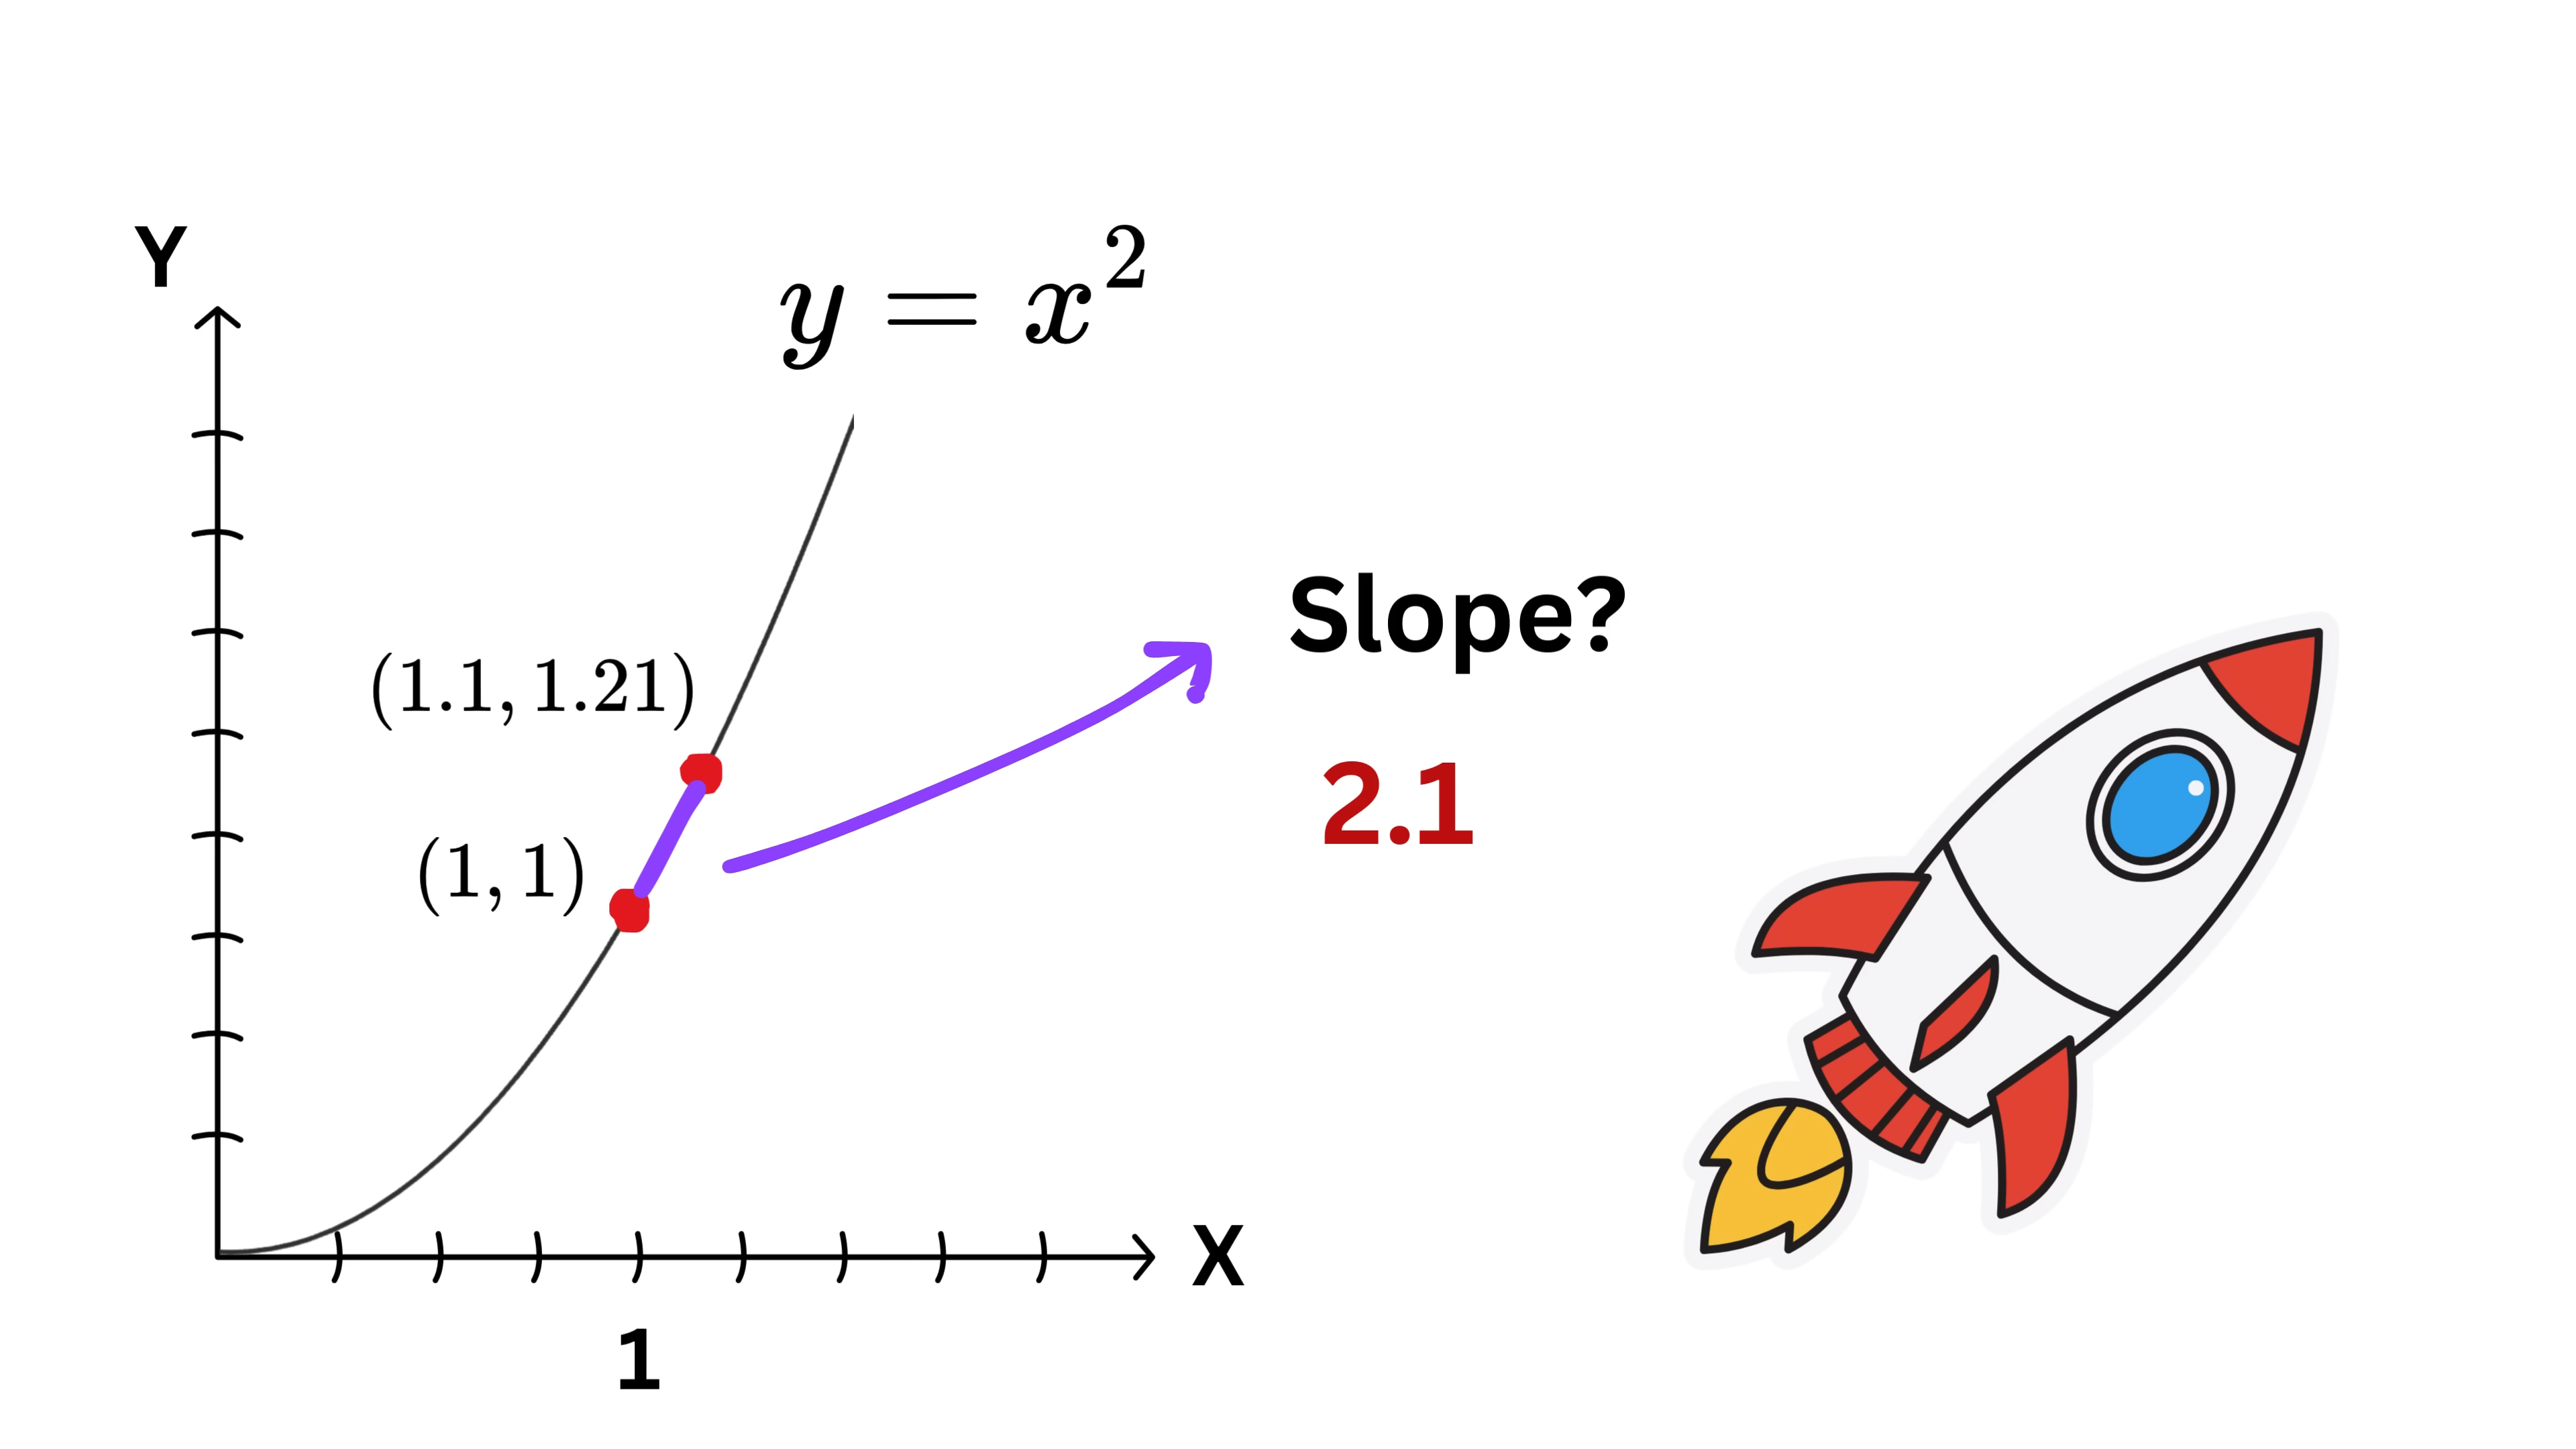 Y
y = x²
Slope?
(1.1, 1.21)
2.1
(1, 1)
X
1